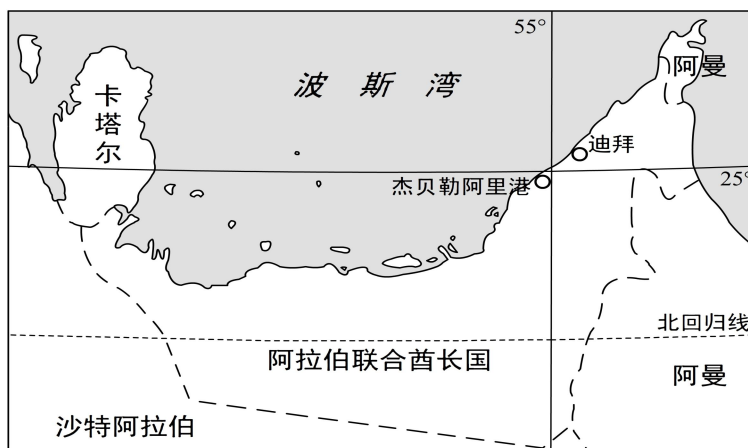 55°
阿曼
波斯湾
卡塔尔
迪拜
杰贝勒阿里港
25°
北回归线
阿拉伯联合酋长国
阿曼
沙特阿拉伯